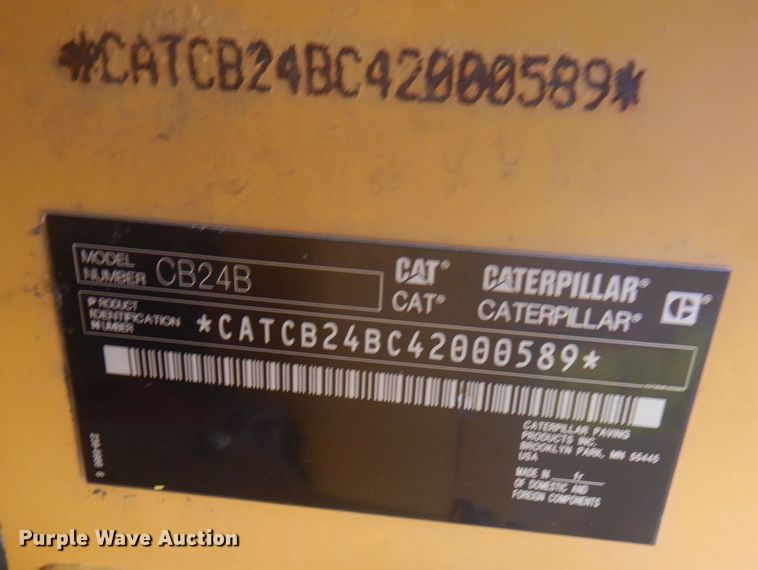 *CATCB24BC42000589*
MODEL
NUMBER CB24B
CAT® CATERPILLAR®
CAT® CATERPILLAR®
PRODUCT
IDENTIFICATION
NUMBER
*CATCB24BC42000589*
CATERPILLAR PAVING
PRODUCTS INC.
BROOKLYN PARK, MN 55445
USA
MADE IN
OF DOMESTIC AND
FOREIGN COMPONENTS
Purple Wave Auction